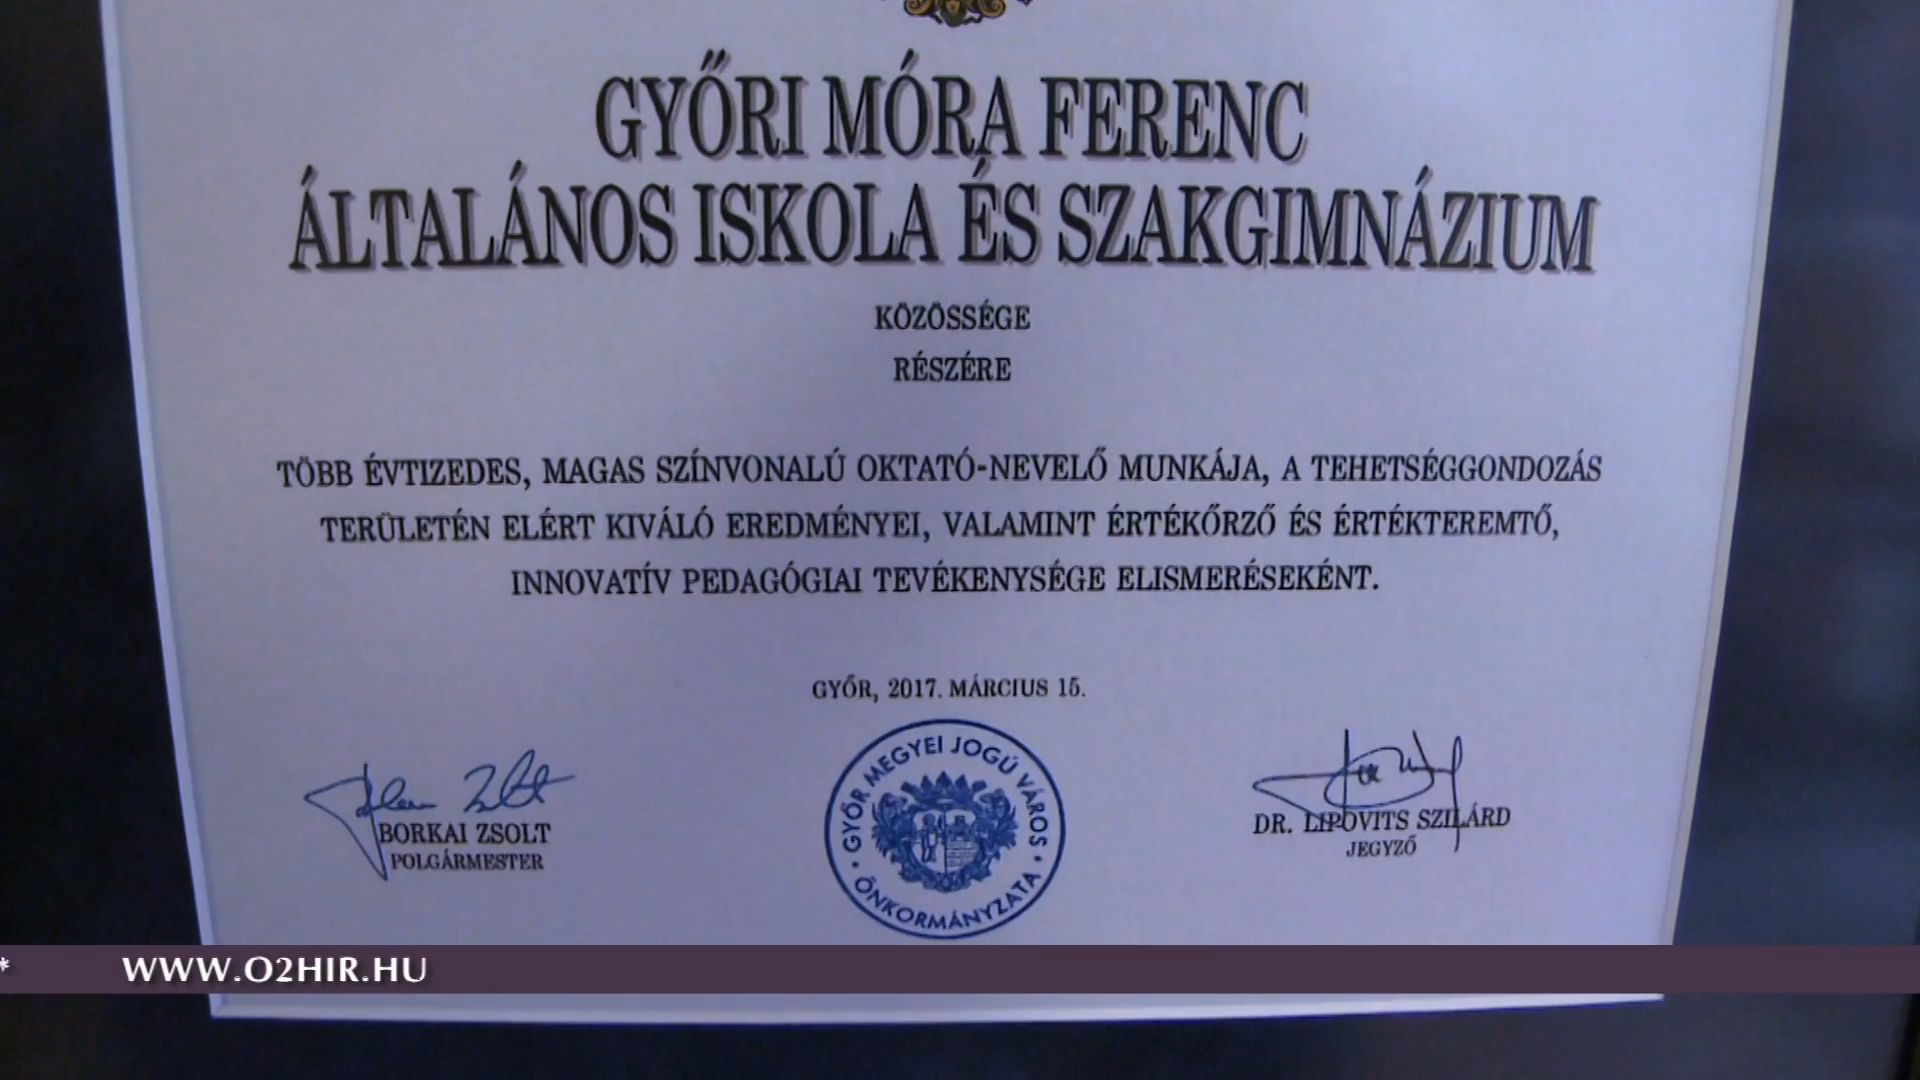 GYŐRI MÓRA FERENC
ÁLTALÁNOS ISKOLA ÉS SZAKGIMNÁZIUM
KÖZÖSSÉGE
RÉSZÉRE
TÖBB ÉVTIZEDES, MAGAS SZÍNVONALÚ OKTATÓ-NEVELŐ MUNKÁJA, A TEHETSÉGGONDOZÁS
TERÜLETÉN ELÉRT KIVÁLÓ EREDMÉNYEI, VALAMINT ÉRTÉKŐRZŐ ÉS ÉRTÉKTEREMTŐ,
INNOVATÍV PEDAGÓGIAI TEVÉKENYSÉGE ELISMERÉSEKÉNT.
GYŐR, 2017. MÁRCIUS 15.
BORKAI ZSOLT
POLGÁRMESTER
• GYŐR MEGYEI JOGÚ VÁROS •
ÖNKORMÁNYZATA
DR. LIPOVITS SZILÁRD
JEGYZŐ
* WWW.O2HIR.HU